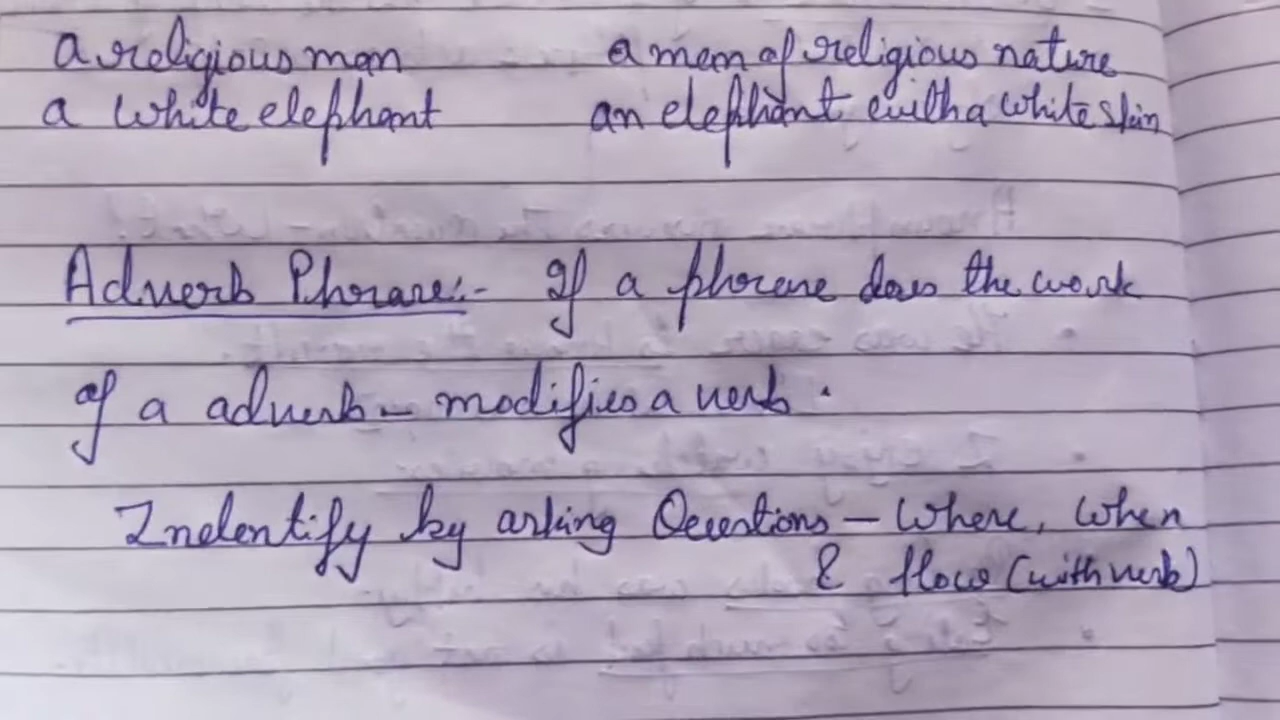 a religious man a man of religious nature
a white elephant an elephant with a white skin
Adverb Phrase:- If a phrase does the work
of a adverb - modifies a verb.
Indentify by asking Questions - Where, When
& How (with verb)